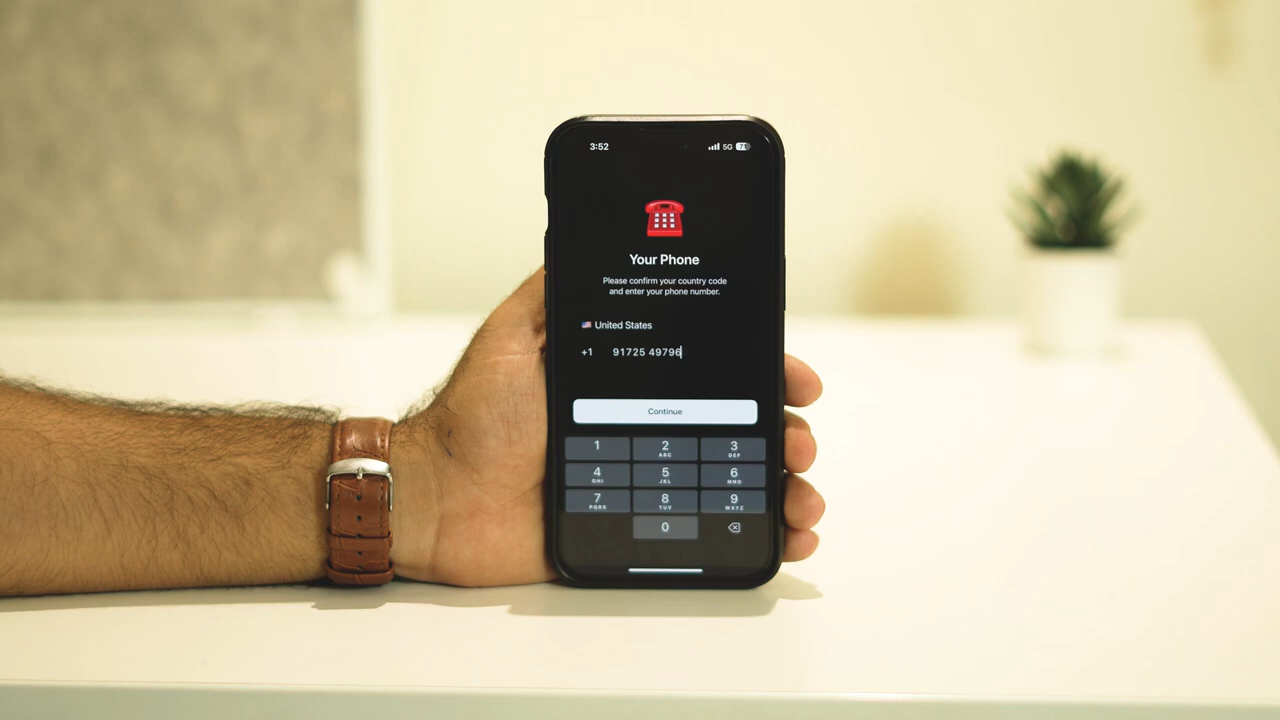 3:52 5G 71
Your Phone
Please confirm your country code
and enter your phone number.
United States
+1 91725 49796
Continue
1 2 3
ABC DEF
4 5 6
GHI JKL MNO
7 8 9
PQRS TUV WXYZ
0